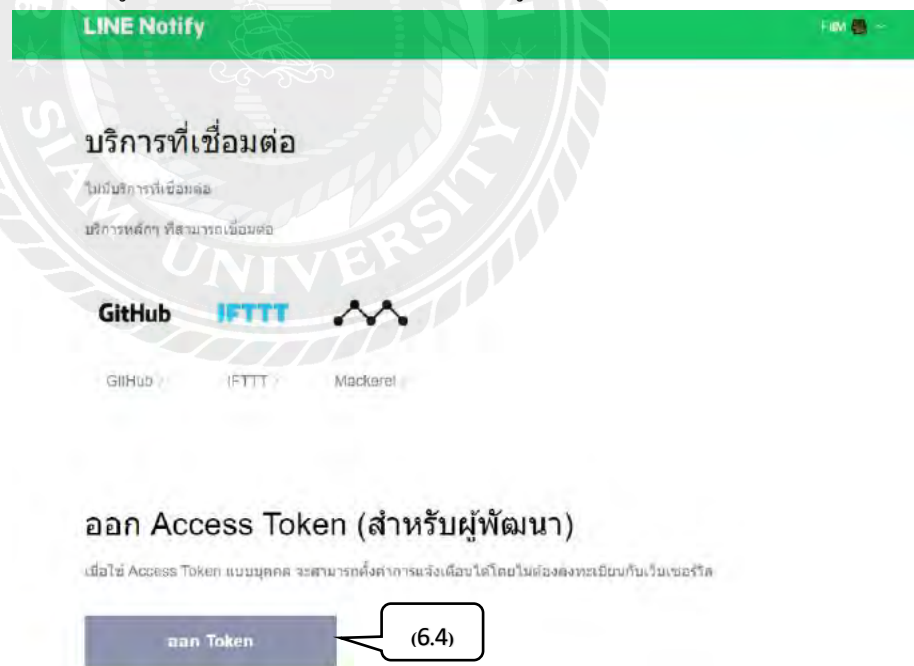 LINE Notify
FilM
บริการที่เชื่อมต่อ
ไม่มีบริการที่เชื่อมต่อ
บริการหลักๆ ที่สามารถเชื่อมต่อ
GitHub IFTTT
GitHub IFTTT Mackerel
ออก Access Token (สำหรับผู้พัฒนา)
เมื่อใช้ Access Token แบบบุคคล จะสามารถตั้งค่าการแจ้งเตือนได้โดยไม่ต้องลงทะเบียนกับเว็บเซอร์วิส
ออก Token
(6.4)
SIAM UNIVERSITY